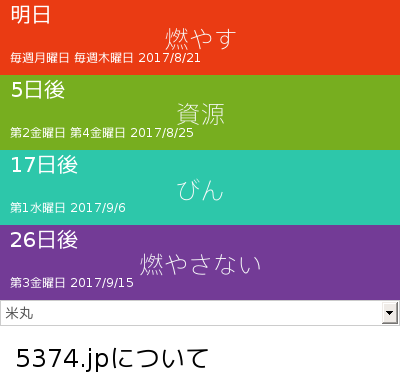 明日
燃やす
毎週月曜日 毎週木曜日 2017/8/21
5日後
資源
第2金曜日 第4金曜日 2017/8/25
17日後
びん
第1水曜日 2017/9/6
26日後
燃やさない
第3金曜日 2017/9/15
米丸
5374.jpについて